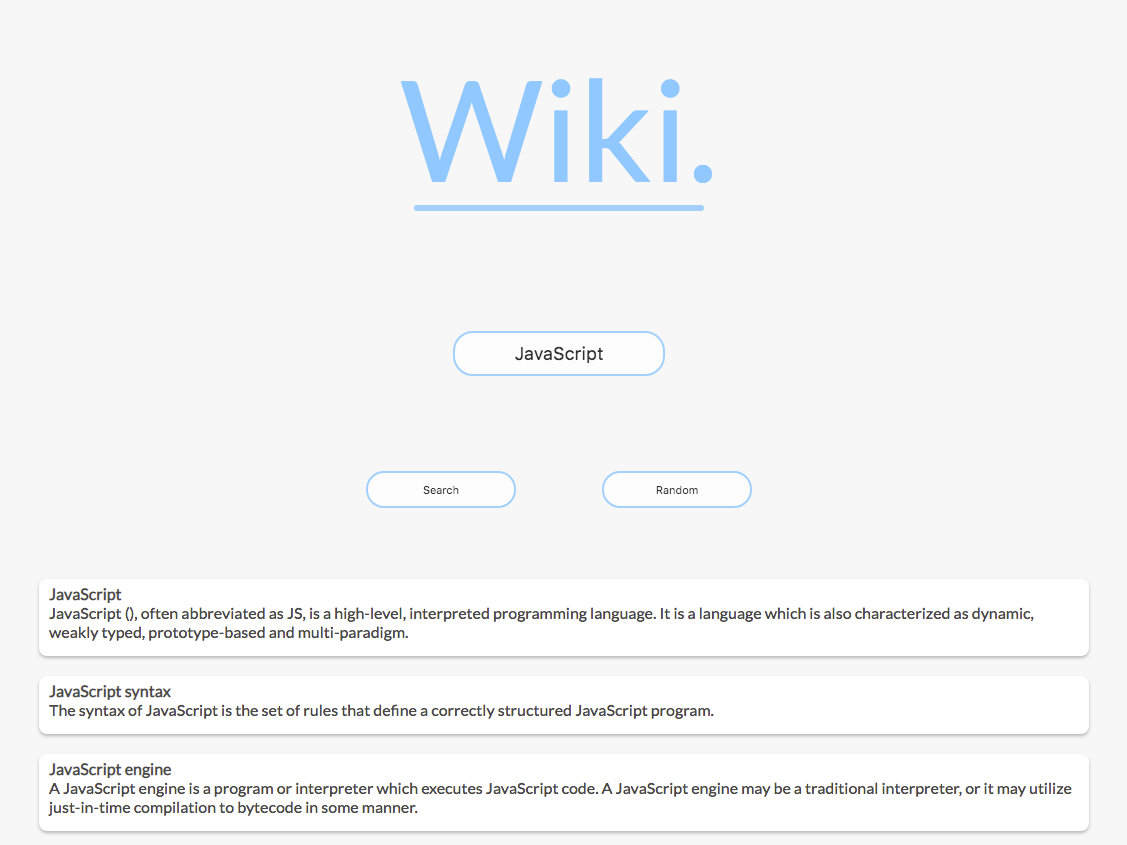 Wiki.
JavaScript
Search
Random
JavaScript
JavaScript (), often abbreviated as JS, is a high-level, interpreted programming language. It is a language which is also characterized as dynamic,
weakly typed, prototype-based and multi-paradigm.
JavaScript syntax
The syntax of JavaScript is the set of rules that define a correctly structured JavaScript program.
JavaScript engine
A JavaScript engine is a program or interpreter which executes JavaScript code. A JavaScript engine may be a traditional interpreter, or it may utilize
just-in-time compilation to bytecode in some manner.